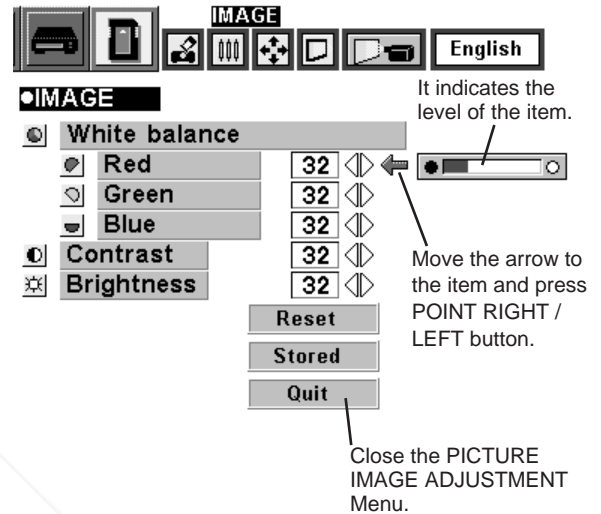 IMAGE
English
●IMAGE
It indicates the
level of the item.
White balance
Red 32
Green 32
Blue 32
Contrast 32
Brightness 32
Move the arrow to
the item and press
POINT RIGHT /
LEFT button.
Reset
Stored
Quit
Close the PICTURE
IMAGE ADJUSTMENT
Menu.